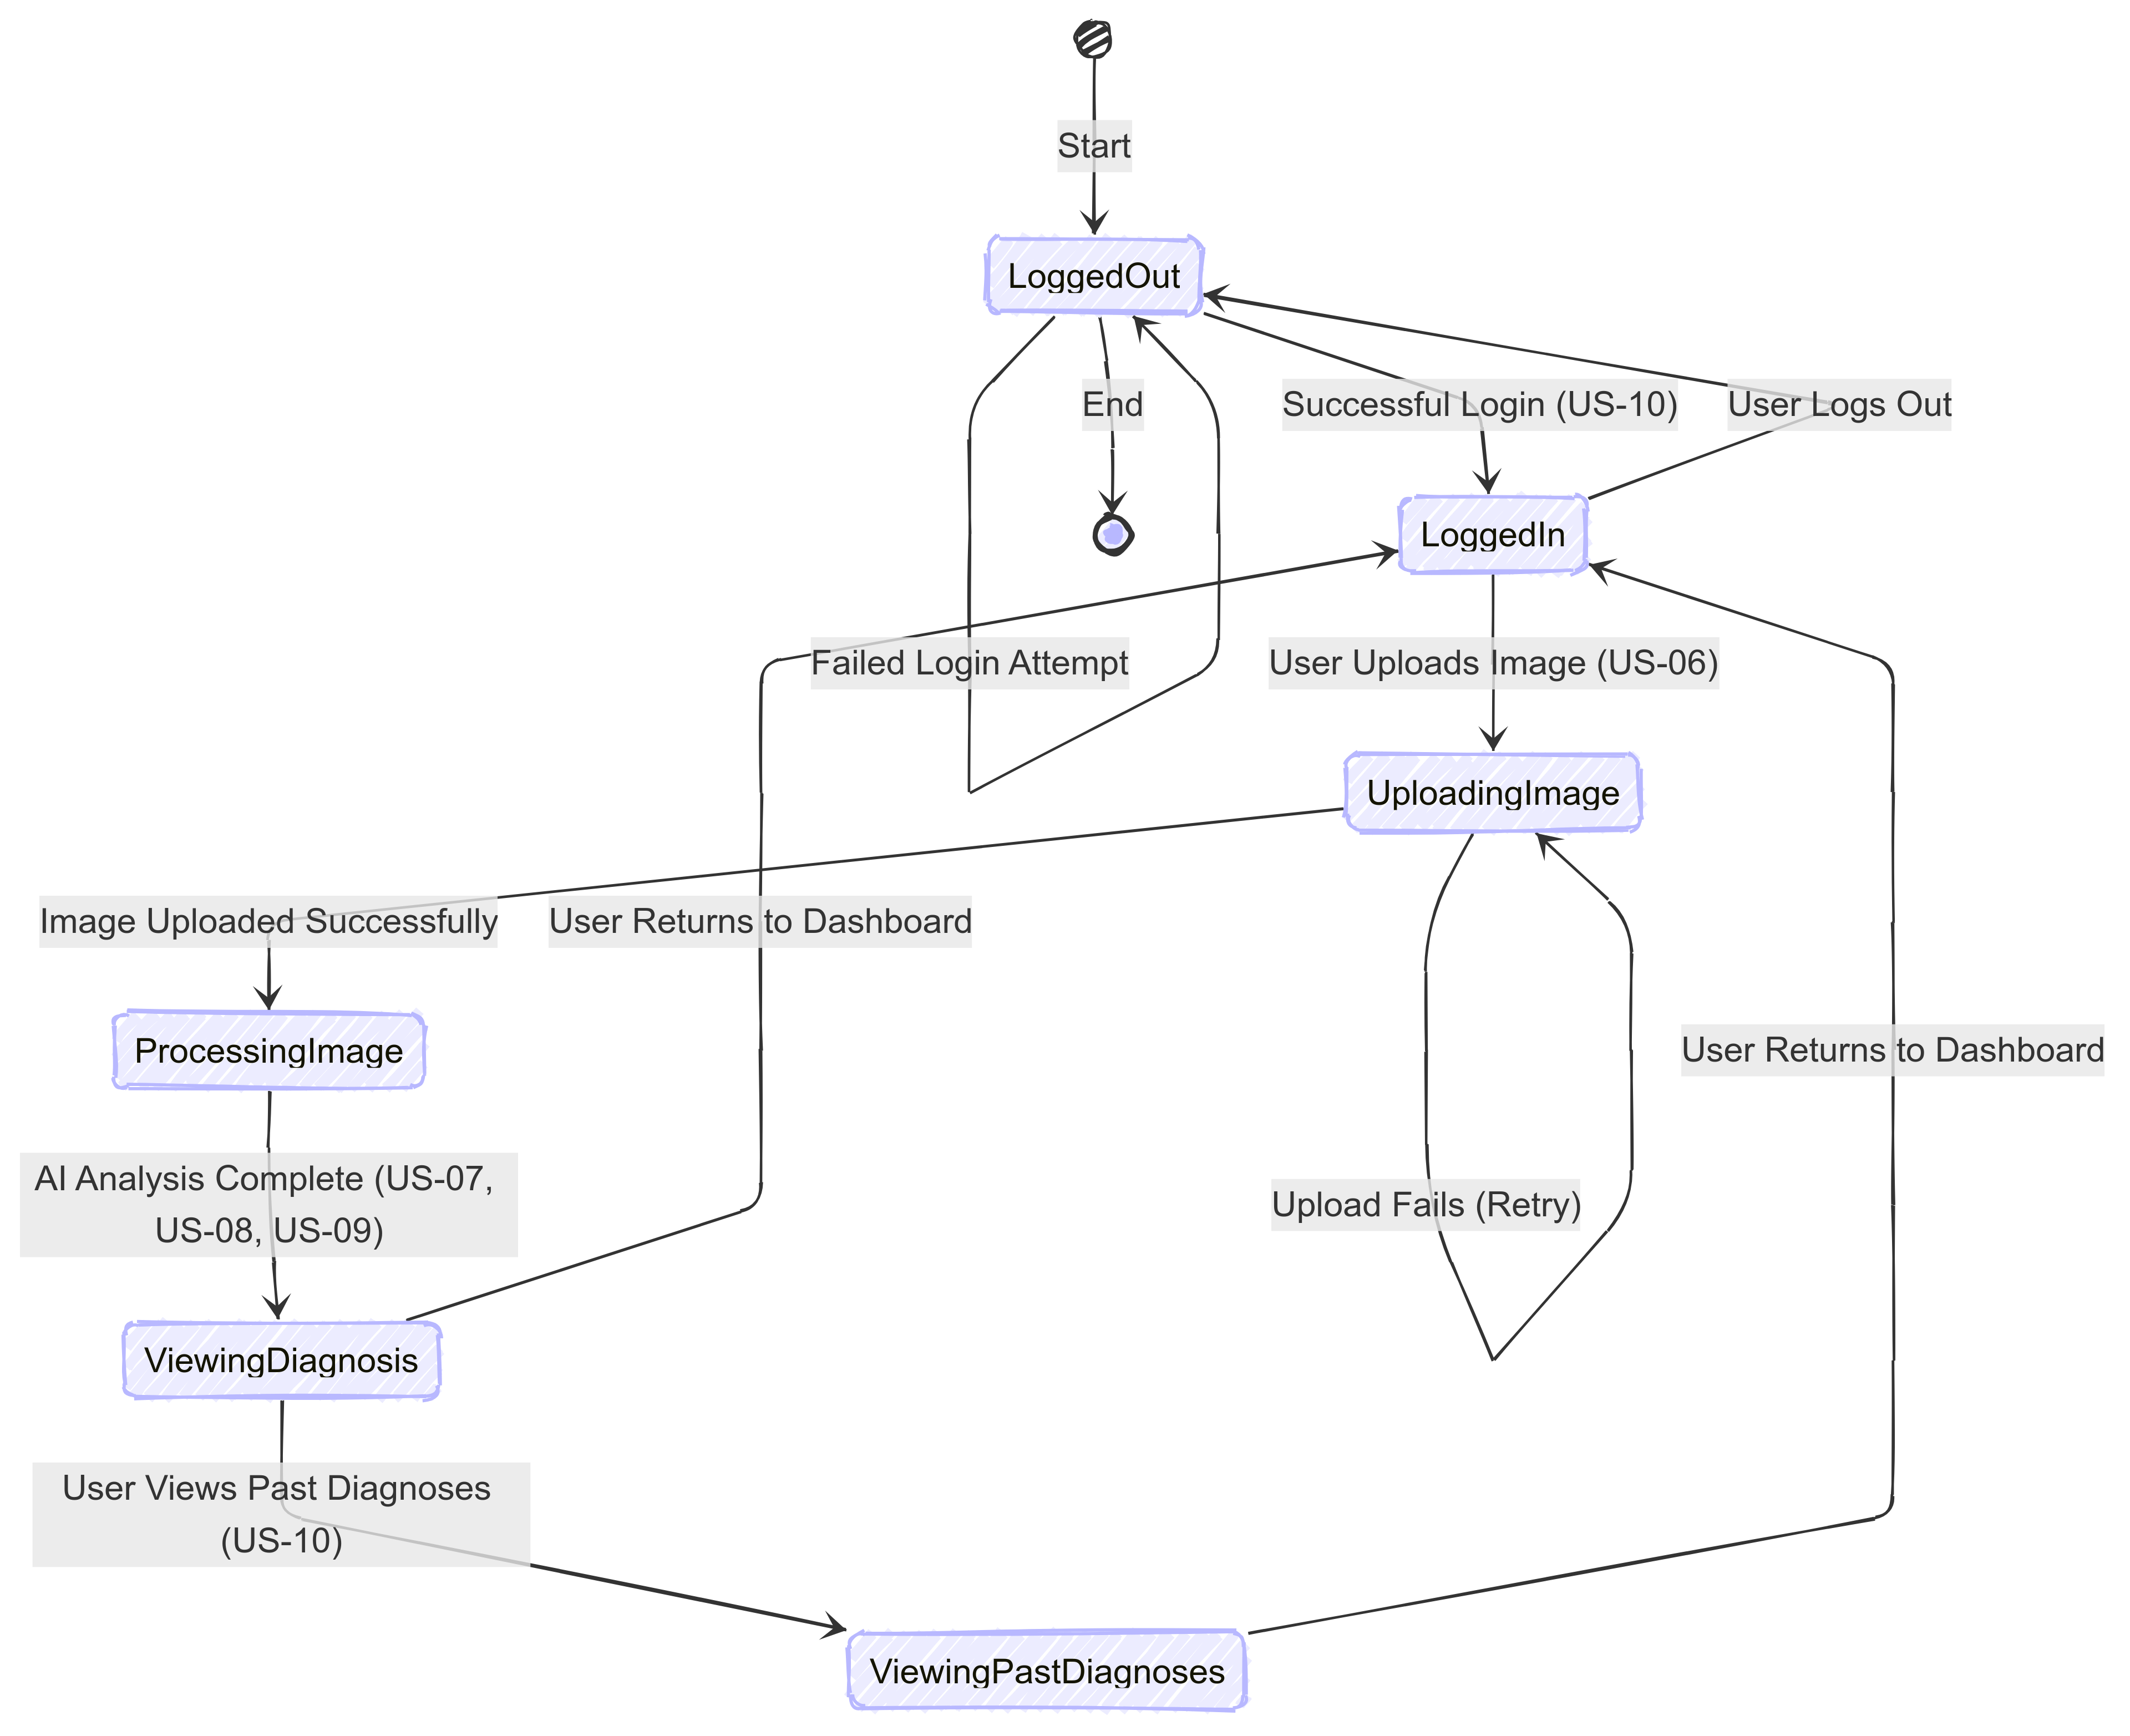 Start
LoggedOut
End
Successful Login (US-10)
User Logs Out
LoggedIn
Failed Login Attempt
User Uploads Image (US-06)
UploadingImage
Image Uploaded Successfully
User Returns to Dashboard
ProcessingImage
User Returns to Dashboard
AI Analysis Complete (US-07,
US-08, US-09)
Upload Fails (Retry)
ViewingDiagnosis
User Views Past Diagnoses
(US-10)
ViewingPastDiagnoses